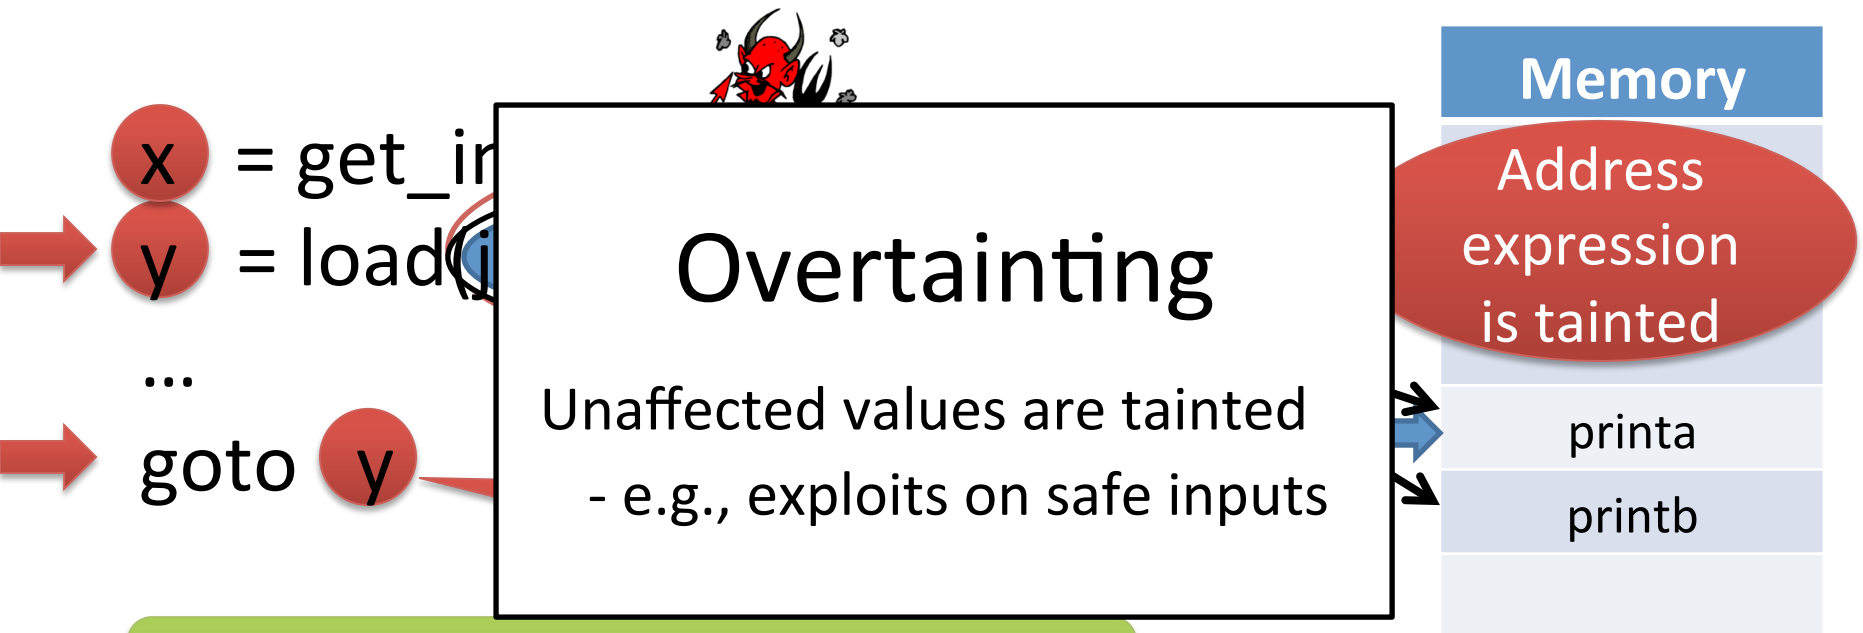 Memory
x = get_i
y = load(j
Address
expression
is tainted
Overtainting
Unaffected values are tainted
- e.g., exploits on safe inputs
...
goto y
printa
printb